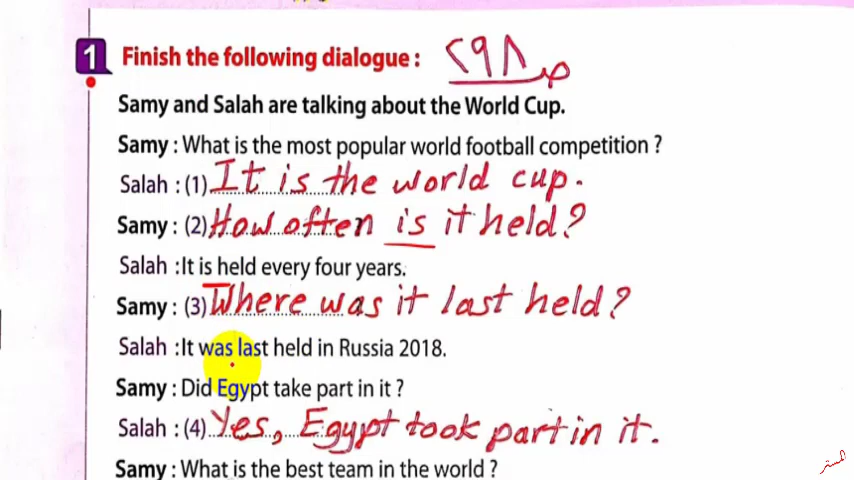 1 Finish the following dialogue : ص ٢٩٨
Samy and Salah are talking about the World Cup.
Samy : What is the most popular world football competition ?
Salah : (1) It is the world cup.
Samy : (2) How often is it held?
Salah : It is held every four years.
Samy : (3) Where was it last held?
Salah : It was last held in Russia 2018.
Samy : Did Egypt take part in it ?
Salah : (4) Yes, Egypt took part in it.
Samy : What is the best team in the world ?